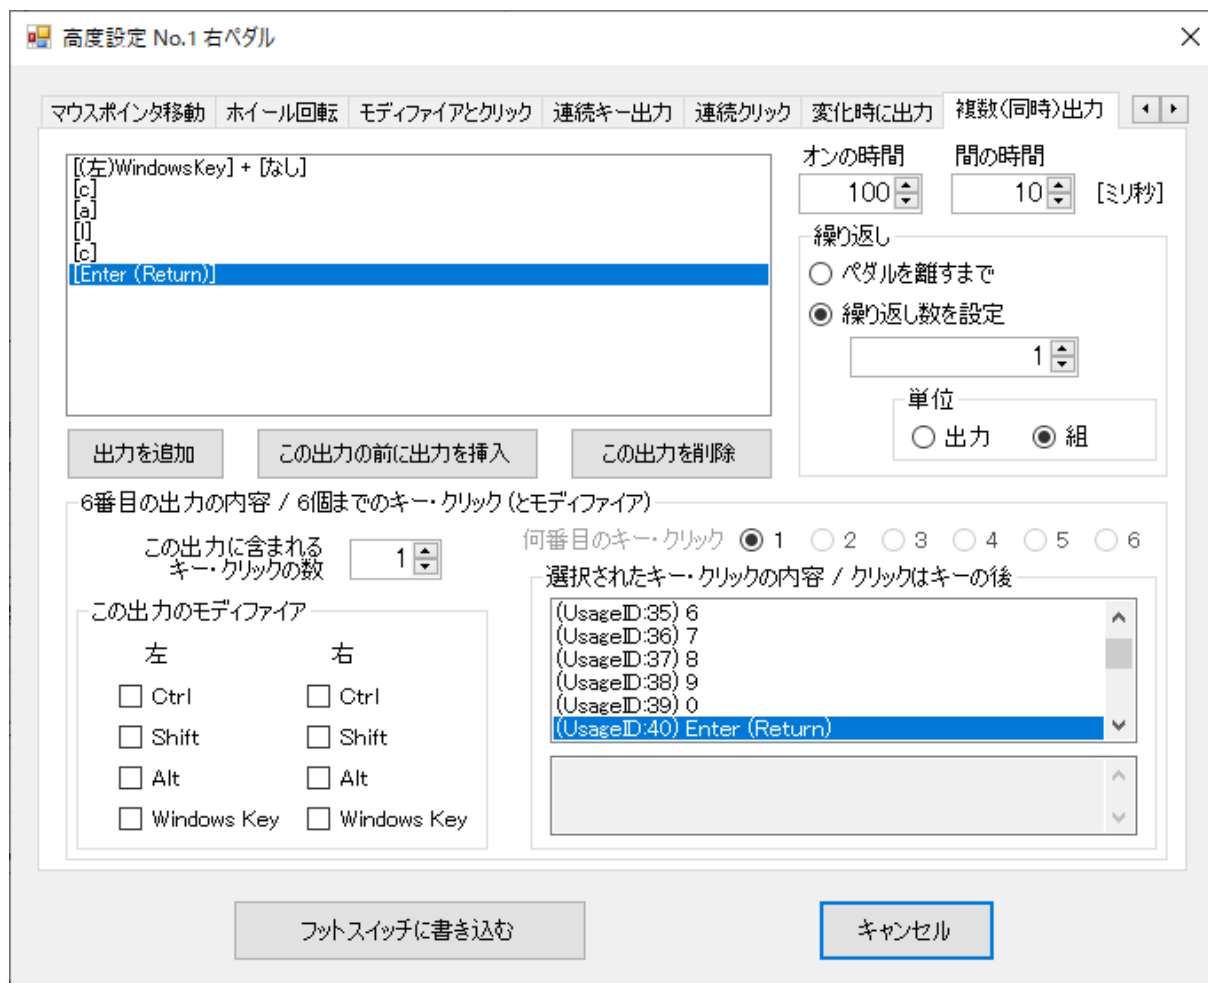 高度設定 No.1 右ペダル
マウスポインタ移動 ホイール回転 モディファイアとクリック 連続キー出力 連続クリック 変化時に出力 複数(同時)出力
[(左)WindowsKey] + [なし]
[c]
[a]
[l]
[c]
[Enter (Return)]
オンの時間 間の時間
100 10 [ミリ秒]
繰り返し
ペダルを離すまで
繰り返し数を設定
1
単位
出力 組
出力を追加 この出力の前に出力を挿入 この出力を削除
6番目の出力の内容 / 6個までのキー・クリック (とモディファイア)
この出力に含まれる
キー・クリックの数
1
何番目のキー・クリック 1 2 3 4 5 6
選択されたキー・クリックの内容 / クリックはキーの後
(UsageID:35) 6
(UsageID:36) 7
(UsageID:37) 8
(UsageID:38) 9
(UsageID:39) 0
(UsageID:40) Enter (Return)
この出力のモディファイア
左 右
Ctrl Ctrl
Shift Shift
Alt Alt
Windows Key Windows Key
フットスイッチに書き込む キャンセル